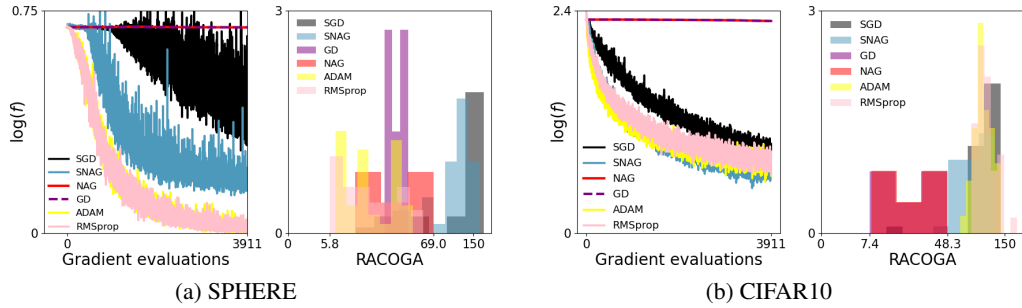 0.75
log(f)
0
SGD
SNAG
NAG
GD
ADAM
RMSprop
0
3911
Gradient evaluations
3
SGD
SNAG
GD
NAG
ADAM
RMSprop
0
5.8
69.0
150
RACOGA
(a) SPHERE
2.4
log(f)
0
SGD
SNAG
NAG
GD
ADAM
RMSprop
0
3911
Gradient evaluations
3
SGD
SNAG
GD
NAG
ADAM
RMSprop
0
0
7.4
48.3
150
RACOGA
(b) CIFAR10